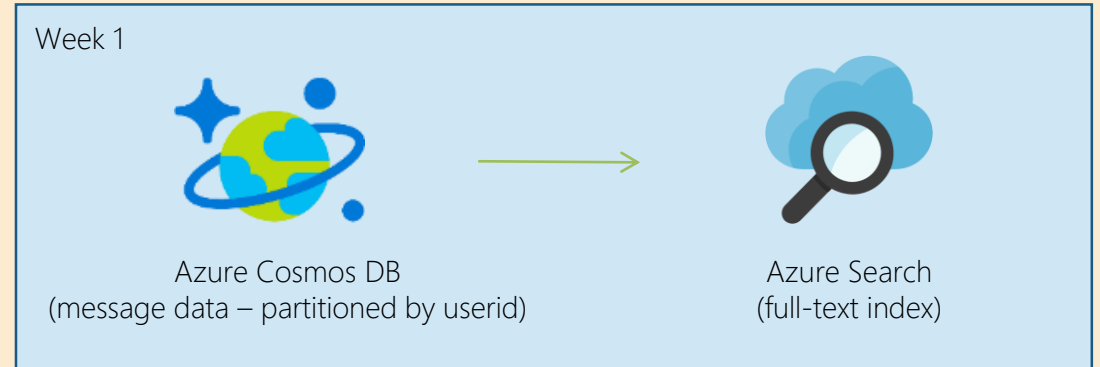 Week 1
Azure Cosmos DB
(message data – partitioned by userid)
Azure Search
(full-text index)